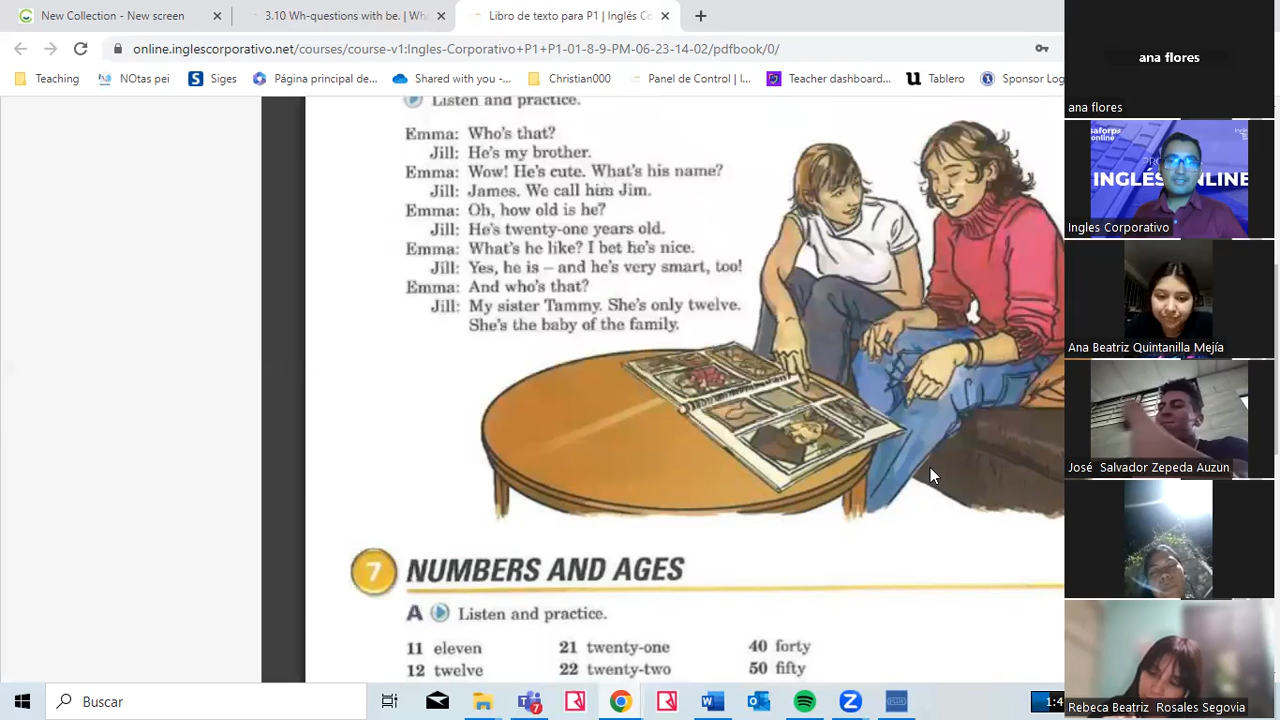 New Collection - New screen
3.10 Wh-questions with be. | Wh
Libro de texto para P1 | Inglés Co
online.inglescorporativo.net/courses/course-v1:Ingles-Corporativo+P1+P1-01-8-9-PM-06-23-14-02/pdfbook/0/
Teaching
NOtas pei
Siges
Página principal de...
Shared with you -...
Christian000
Panel de Control | I...
Teacher dashboard...
Tablero
Sponsor Log
Listen and practice.
Emma: Who's that?
Jill: He's my brother.
Emma: Wow! He's cute. What's his name?
Jill: James. We call him Jim.
Emma: Oh, how old is he?
Jill: He's twenty-one years old.
Emma: What's he like? I bet he's nice.
Jill: Yes, he is – and he's very smart, too!
Emma: And who's that?
Jill: My sister Tammy. She's only twelve.
She's the baby of the family.
7 NUMBERS AND AGES
A Listen and practice.
11 eleven 21 twenty-one 40 forty
12 twelve 22 twenty-two 50 fifty
Buscar
1:4
ana flores
ana flores
INGLÉS ONLINE
Ingles Corporativo
Ana Beatriz Quintanilla Mejía
José Salvador Zepeda Auzun
Rebeca Beatriz Rosales Segovia